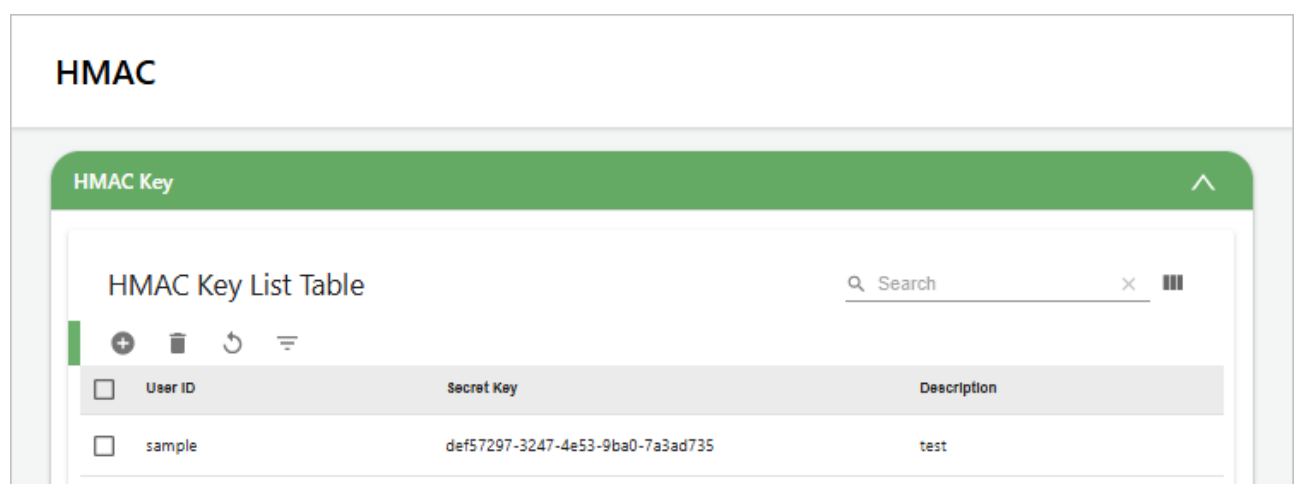 HMAC
HMAC Key
HMAC Key List Table
Search
User ID Secret Key Description
sample def57297-3247-4e53-9ba0-7a3ad735 test